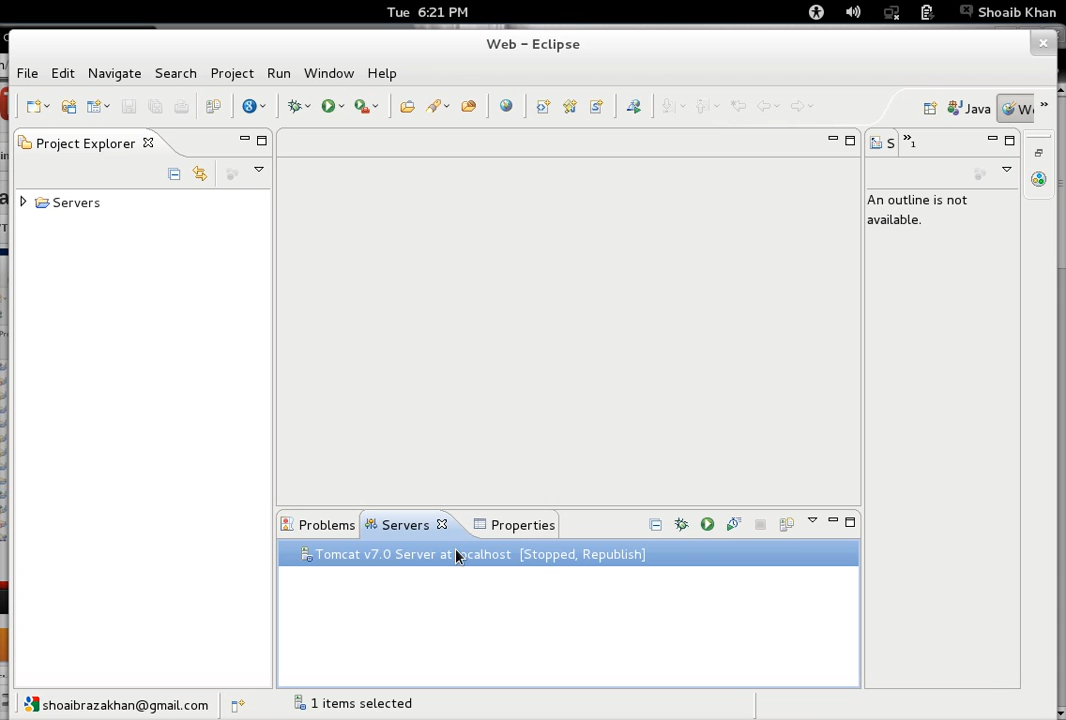 Tue 6:21 PM
Shoaib Khan
Web – Eclipse
File Edit Navigate Search Project Run Window Help
Java
Project Explorer
S
»1
Servers
An outline is not
available.
Problems Servers Properties
Tomcat v7.0 Server at localhost [Stopped, Republish]
shoaibrazakhan@gmail.com
1 items selected